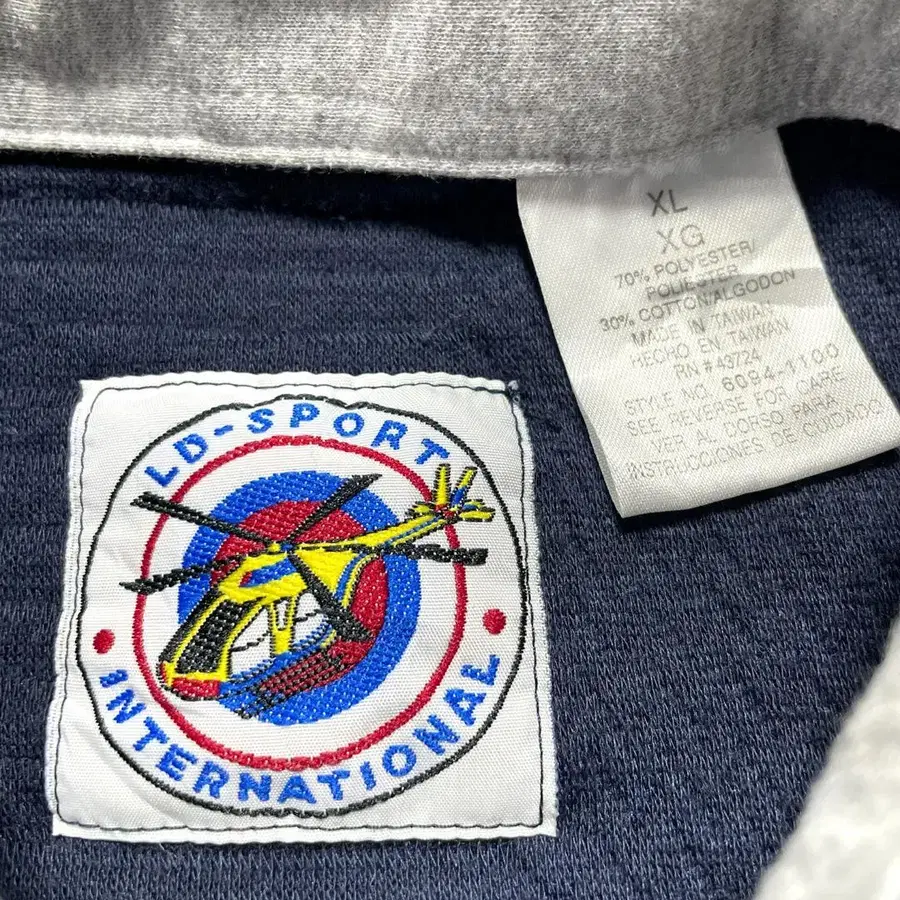 XL
XG
70% POLYESTER/
POLIESTER
30% COTTON/ALGODON
MADE IN TAIWAN
HECHO EN TAIWAN
RN # 43724
STYLE NO. 6094-1100
SEE REVERSE FOR CARE
VER AL DORSE PARA
INSTRUCCIONES DE CUIDADO
LD-SPORT
INTERNATIONAL